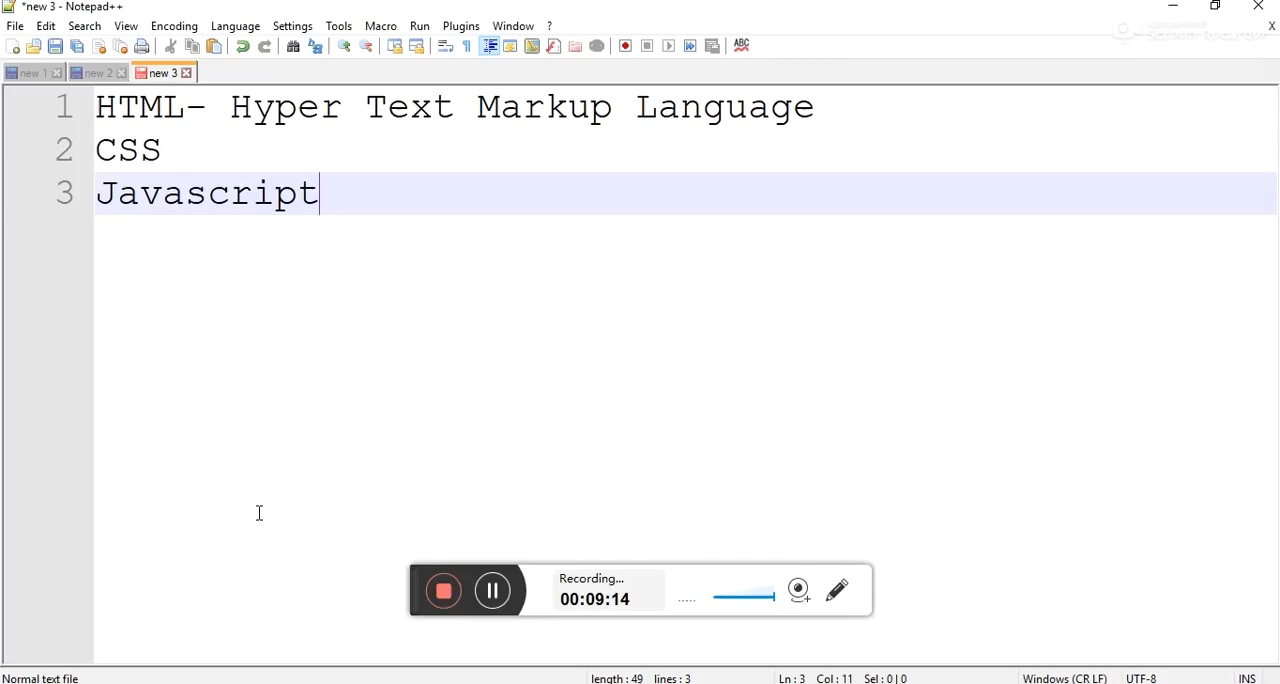 *new 3 - Notepad++
File Edit Search View Encoding Language Settings Tools Macro Run Plugins Window ? X
ABC
new 1 new 2 new 3
1 HTML- Hyper Text Markup Language
2 CSS
3 Javascript
Recording...
00:09:14
Normal text file length : 49 lines : 3 Ln : 3 Col : 11 Sel : 0 | 0 Windows (CR LF) UTF-8 INS